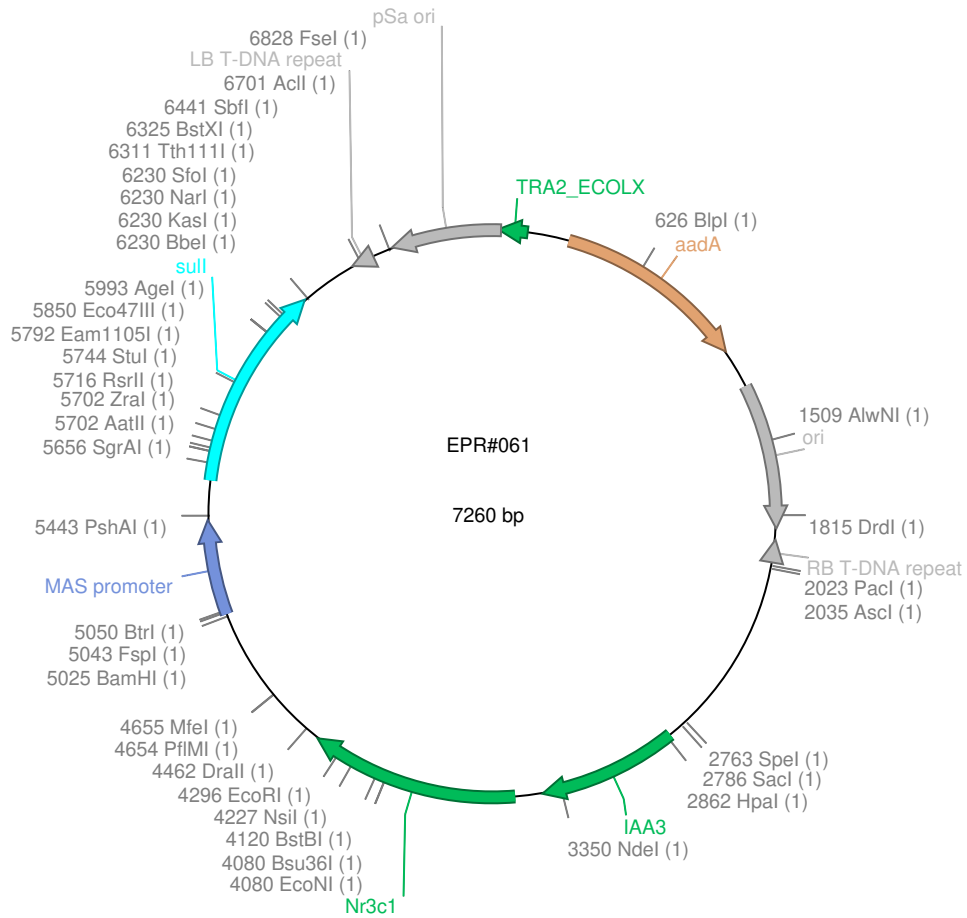 pSa ori
6828 FseI (1)
LB T-DNA repeat
6701 AclI (1)
6441 SbfI (1)
6325 BstXI (1)
6311 Tth111I (1)
6230 SfoI (1)
6230 NarI (1)
6230 KasI (1)
6230 BbeI (1)
sulI
5993 AgeI (1)
5850 Eco47III (1)
5792 Eam1105I (1)
5744 StuI (1)
5716 RsrII (1)
5702 ZraI (1)
5702 AatII (1)
5656 SgrAI (1)
5443 PshAI (1)
MAS promoter
5050 BtrI (1)
5043 FspI (1)
5025 BamHI (1)
4655 MfeI (1)
4654 PflMI (1)
4462 DraII (1)
4296 EcoRI (1)
4227 NsiI (1)
4120 BstBI (1)
4080 Bsu36I (1)
4080 EcoNI (1)
Nr3c1
TRA2_ECOLX
626 BlpI (1)
aadA
1509 AlwNI (1)
ori
1815 DrdI (1)
RB T-DNA repeat
2023 PacI (1)
2035 AscI (1)
2763 SpeI (1)
2786 SacI (1)
2862 HpaI (1)
IAA3
3350 NdeI (1)
EPR#061
7260 bp